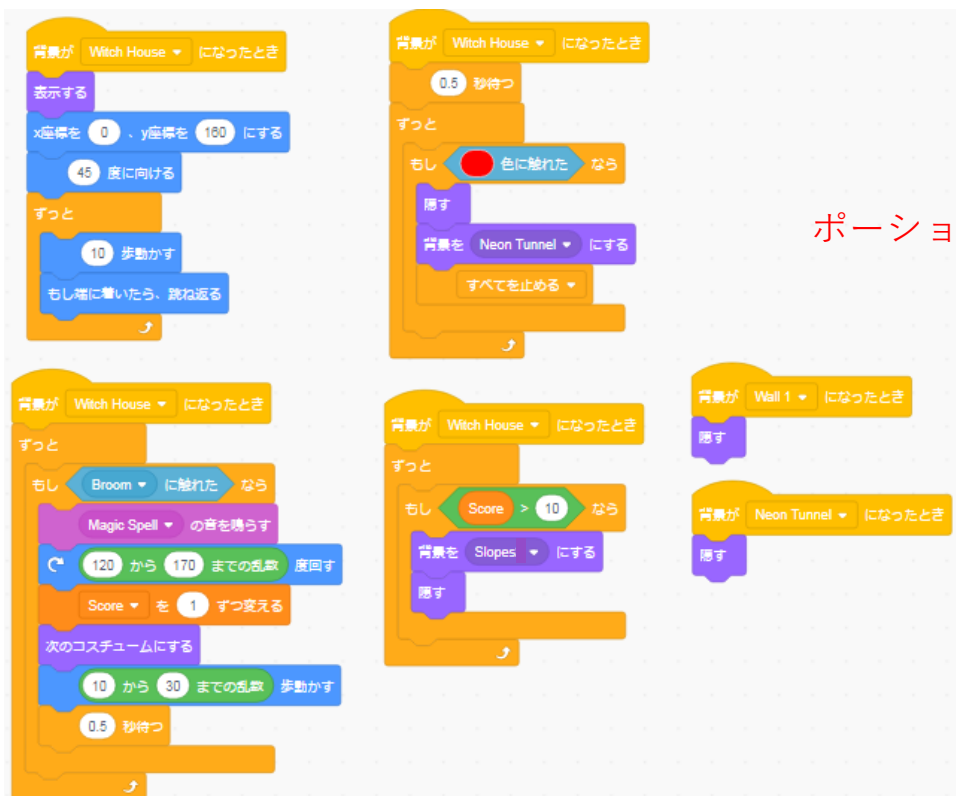 背景が Witch House になったとき
表示する
x座標を 0 、y座標を 160 にする
45 度に向ける
ずっと
10 歩動かす
もし端に着いたら、跳ね返る
背景が Witch House になったとき
0.5 秒待つ
ずっと
もし 色に触れた なら
隠す
背景を Neon Tunnel にする
すべてを止める
ポーショ
背景が Witch House になったとき
ずっと
もし Broom に触れた なら
Magic Spell の音を鳴らす
120 から 170 までの乱数 度回す
Score を 1 ずつ変える
次のコスチュームにする
10 から 30 までの乱数 歩動かす
0.5 秒待つ
背景が Witch House になったとき
ずっと
もし Score > 10 なら
背景を Slopes にする
隠す
背景が Wall 1 になったとき
隠す
背景が Neon Tunnel になったとき
隠す